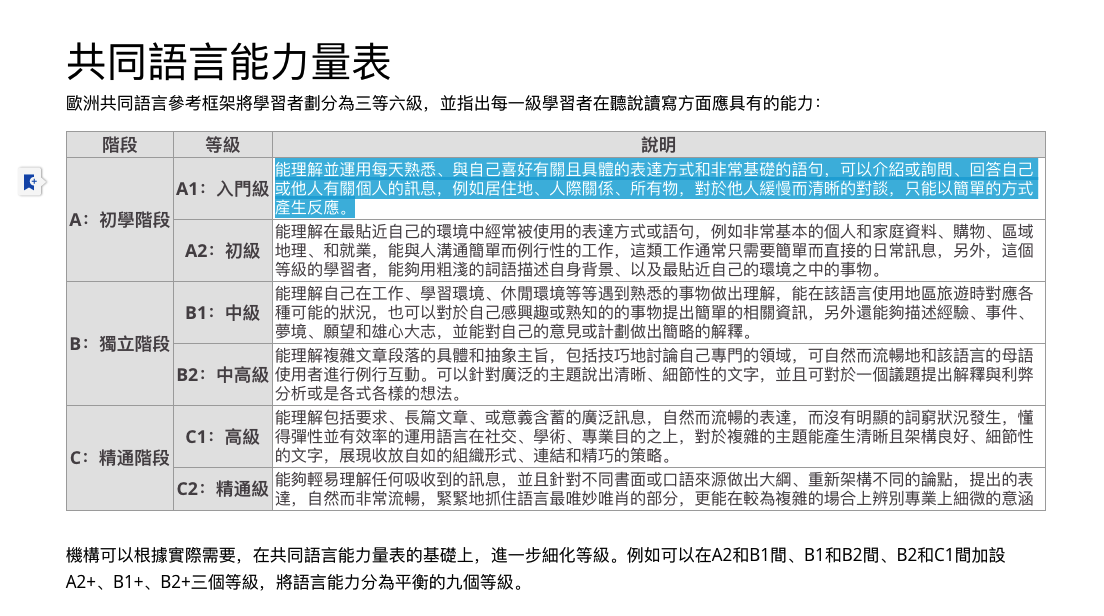 共同語言能力量表
歐洲共同語言參考框架將學習者劃分為三等六級，並指出每一級學習者在聽說讀寫方面應具有的能力：
階段 等級 說明
A：初學階段
A1：入門級
能理解並運用每天熟悉、與自己喜好有關且具體的表達方式和非常基礎的語句，可以介紹或詢問、回答自己
或他人有關個人的訊息，例如居住地、人際關係、所有物，對於他人緩慢而清晰的對談，只能以簡單的方式
產生反應。
A2：初級
能理解在最貼近自己的環境中經常被使用的表達方式或語句，例如非常基本的個人和家庭資料、購物、區域
地理、和就業，能與人溝通簡單而例行性的工作，這類工作通常只需要簡單而直接的日常訊息，另外，這個
等級的學習者，能夠用粗淺的詞語描述自身背景、以及最貼近自己的環境之中的事物。
B：獨立階段
B1：中級
能理解自己在工作、學習環境、休閒環境等等遇到熟悉的事物做出理解，能在該語言使用地區旅遊時對應各
種可能的狀況，也可以對於自己感興趣或熟知的的事物提出簡單的相關資訊，另外還能夠描述經驗、事件、
夢境、願望和雄心大志，並能對自己的意見或計劃做出簡略的解釋。
B2：中高級
能理解複雜文章段落的具體和抽象主旨，包括技巧地討論自己專門的領域，可自然而流暢地和該語言的母語
使用者進行例行互動。可以針對廣泛的主題說出清晰、細節性的文字，並且可對於一個議題提出解釋與利弊
分析或是各式各樣的想法。
C：精通階段
C1：高級
能理解包括要求、長篇文章、或意義含蓄的廣泛訊息，自然而流暢的表達，而沒有明顯的詞窮狀況發生，懂
得彈性並有效率的運用語言在社交、學術、專業目的之上，對於複雜的主題能產生清晰且架構良好、細節性
的文字，展現收放自如的組織形式、連結和精巧的策略。
C2：精通級
能夠輕易理解任何吸收到的訊息，並且針對不同書面或口語來源做出大綱、重新架構不同的論點，提出的表
達，自然而非常流暢，緊緊地抓住語言最唯妙唯肖的部分，更能在較為複雜的場合上辨別專業上細微的意涵
機構可以根據實際需要，在共同語言能力量表的基礎上，進一步細化等級。例如可以在A2和B1間、B1和B2間、B2和C1間加設
A2+、B1+、B2+三個等級，將語言能力分為平衡的九個等級。